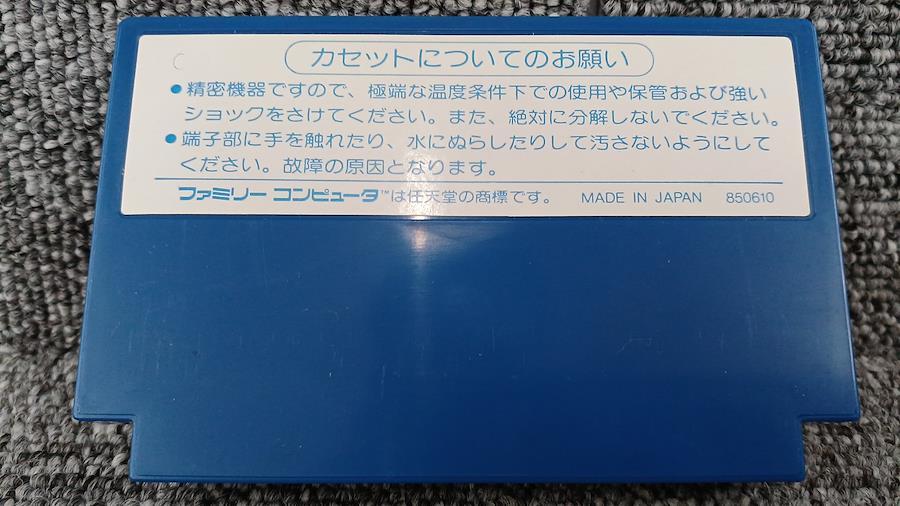 カセットについてのお願い
●精密機器ですので、極端な温度条件下での使用や保管および強い
ショックをさけてください。また、絶対に分解しないでください。
●端子部に手を触れたり、水にぬらしたりして汚さないようにして
ください。故障の原因となります。
ファミリー コンピュータ™は任天堂の商標です。 MADE IN JAPAN 850610